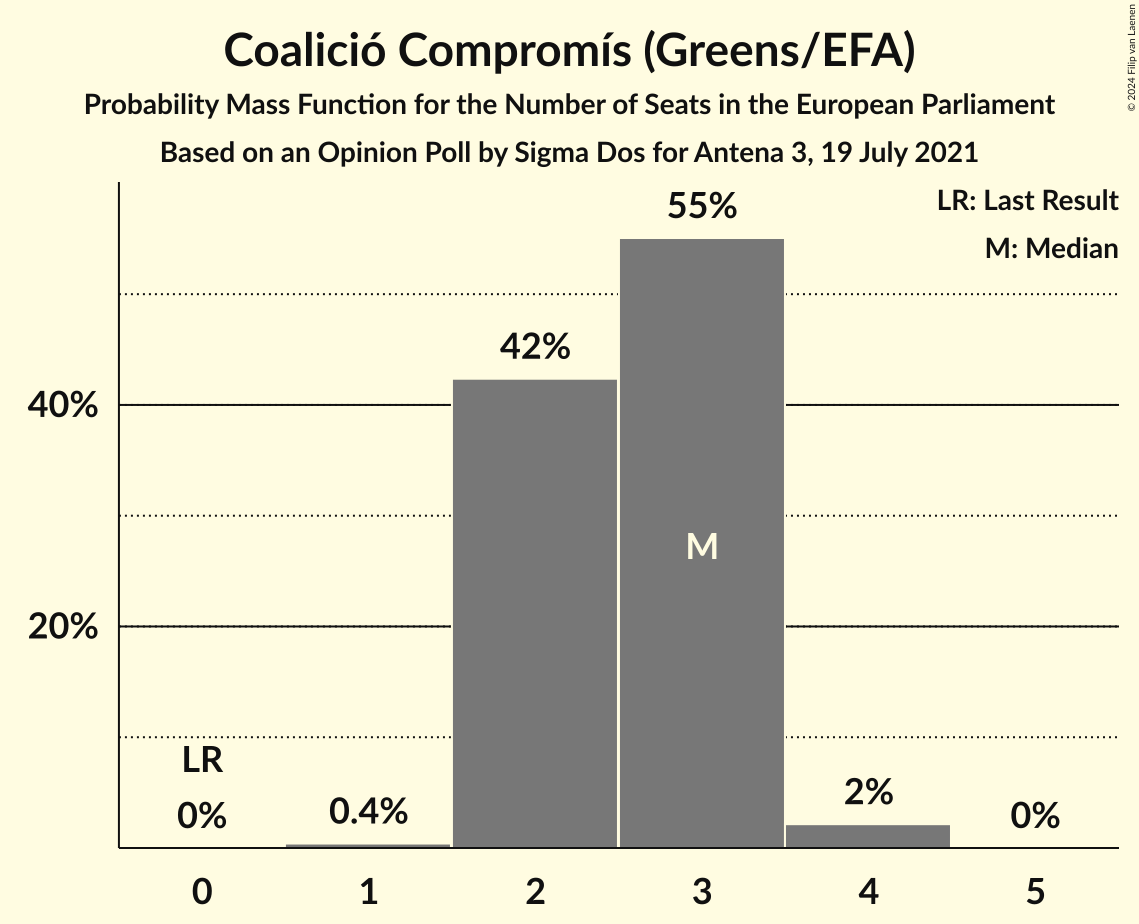 Coalició Compromís (Greens/EFA)
Probability Mass Function for the Number of Seats in the European Parliament
Based on an Opinion Poll by Sigma Dos for Antena 3, 19 July 2021
© 2024 Filip van Laenen
LR: Last Result
M: Median
55%
42%
40%
M
20%
LR
0%
0.4%
2%
0%
0 1 2 3 4 5